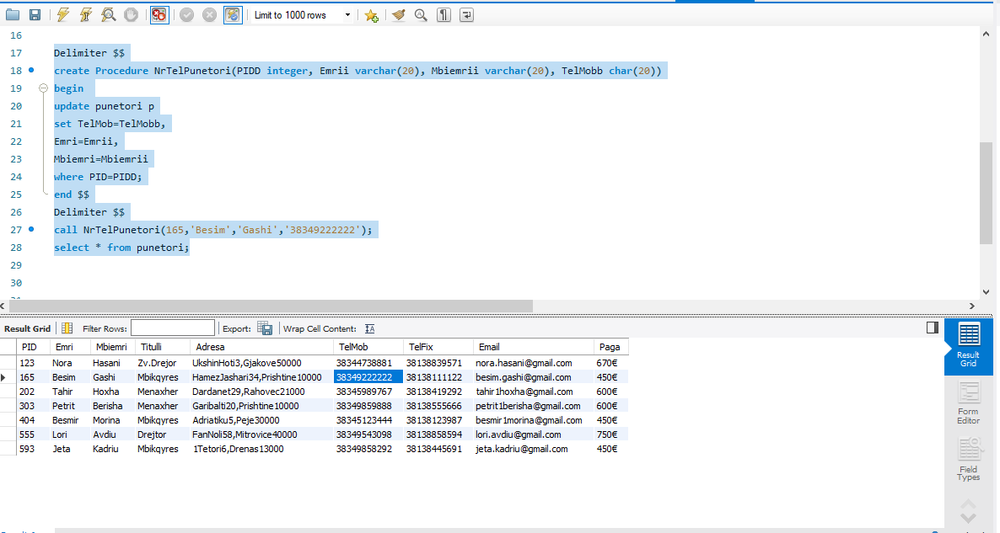 Limit to 1000 rows
16
17 Delimiter $$
18 create Procedure NrTelPunetori(PIDD integer, Emrii varchar(20), Mbiemrii varchar(20), TelMobb char(20))
19 begin
20 update punetori p
21 set TelMob=TelMobb,
22 Emri=Emrii,
23 Mbiemri=Mbiemrii
24 where PID=PIDD;
25 end $$
26 Delimiter $$
27 call NrTelPunetori(165,'Besim','Gashi','38349222222');
28 select * from punetori;
29
30
Result Grid Filter Rows: Export: Wrap Cell Content:
PID Emri Mbiemri Titulli Adresa TelMob TelFix Email Paga
123 Nora Hasani Zv.Drejor UkshinHoti3,Gjakove50000 38344738881 38138839571 nora.hasani@gmail.com 670€
165 Besim Gashi Mbikqyres HamezJashari34,Prishtine10000 38349222222 38138111122 besim.gashi@gmail.com 450€
202 Tahir Hoxha Menaxher Dardanet29,Rahovec21000 38345989767 38138419292 tahir1hoxha@gmail.com 600€
303 Petrit Berisha Menaxher Garibalti20,Prishtine10000 38349859888 38138555666 petrit1berisha@gmail.com 600€
404 Besmir Morina Mbikqyres Adriatiku5,Peje30000 38345123444 38138123987 besmir1morina@gmail.com 450€
555 Lori Avdiu Drejtor FanNoli58,Mitrovice40000 38349543098 38138858594 lori.avdiu@gmail.com 750€
593 Jeta Kadriu Mbikqyres 1Tetori6,Drenas13000 38349858292 38138445691 jeta.kadriu@gmail.com 450€
Result
Grid
Form
Editor
Field
Types